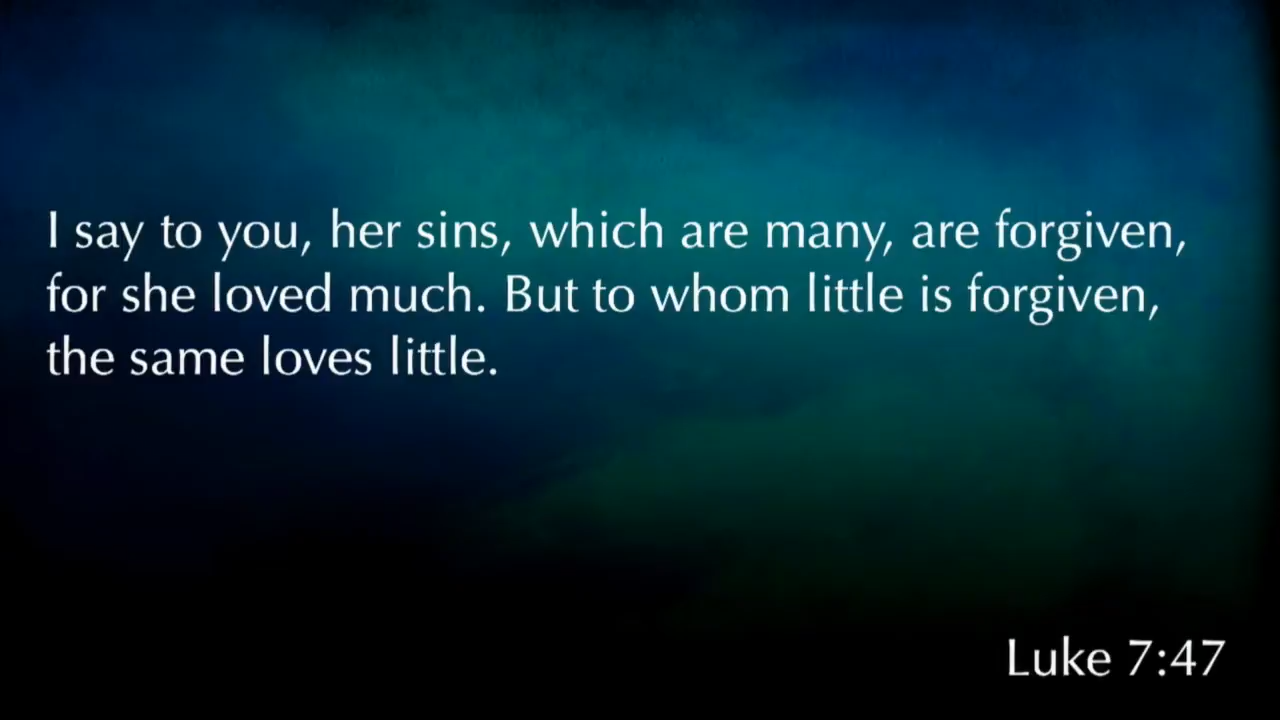 I say to you, her sins, which are many, are forgiven,
for she loved much. But to whom little is forgiven,
the same loves little.
Luke 7:47